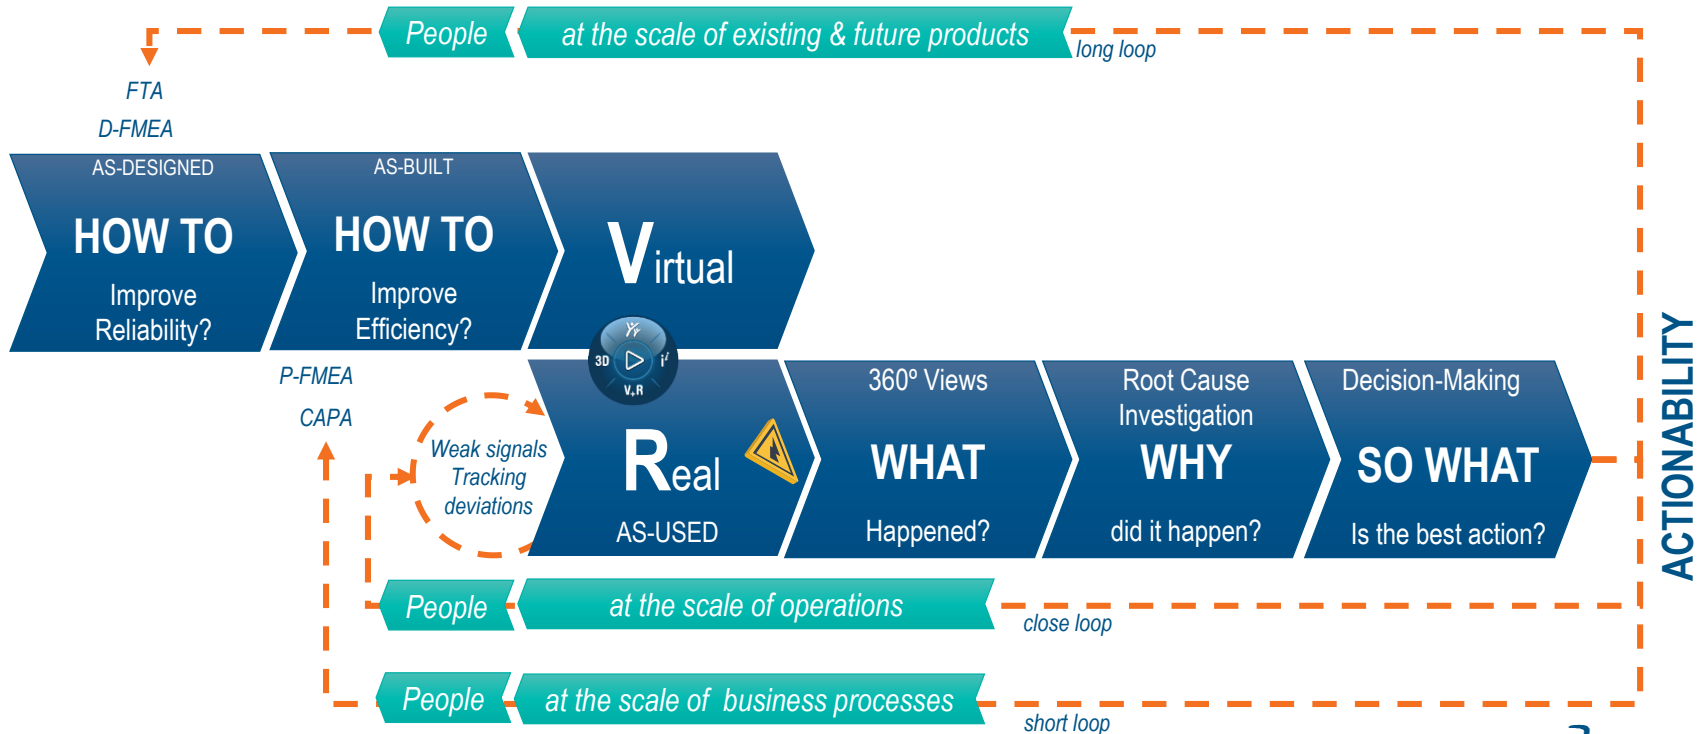 People
at the scale of existing & future products
long loop
FTA
D-FMEA
AS-DESIGNED
HOW TO
Improve
Reliability?
AS-BUILT
HOW TO
Improve
Efficiency?
Virtual
3D
V+R
P-FMEA
CAPA
Weak signals
Tracking
deviations
Real
AS-USED
360º Views
WHAT
Happened?
Root Cause
Investigation
WHY
did it happen?
Decision-Making
SO WHAT
Is the best action?
ACTIONABILITY
People
at the scale of operations
close loop
People
at the scale of business processes
short loop